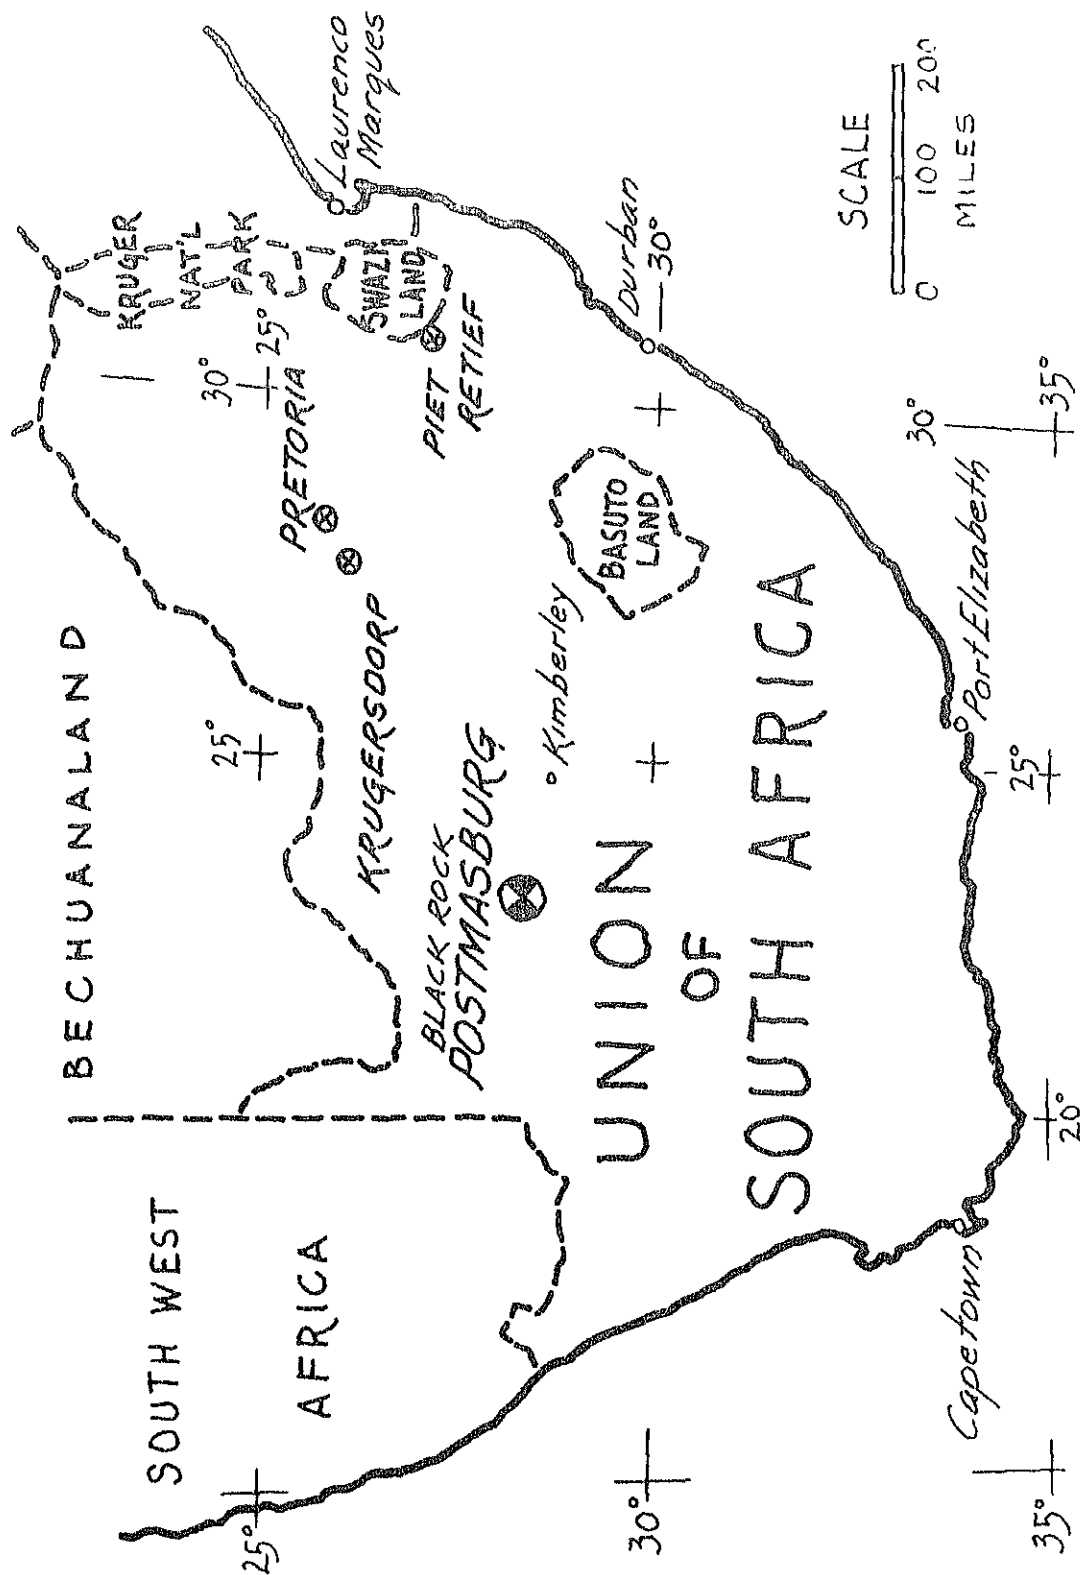 BECHUANALAND
SOUTH WEST
AFRICA
KRUGER
NAT'L
PARK
SWAZI
LAND
Laurenco
Marques
30°
25°
25°
25°
PRETORIA
KRUGERSDORP
PIET
RETIEF
BLACK ROCK
POSTMASBURG
Kimberley
BASUTO
LAND
Durban
30°
30°
UNION
OF
SOUTH AFRICA
SCALE
0 100 200
MILES
Port Elizabeth
Capetown
30°
35°
25°
20°
35°